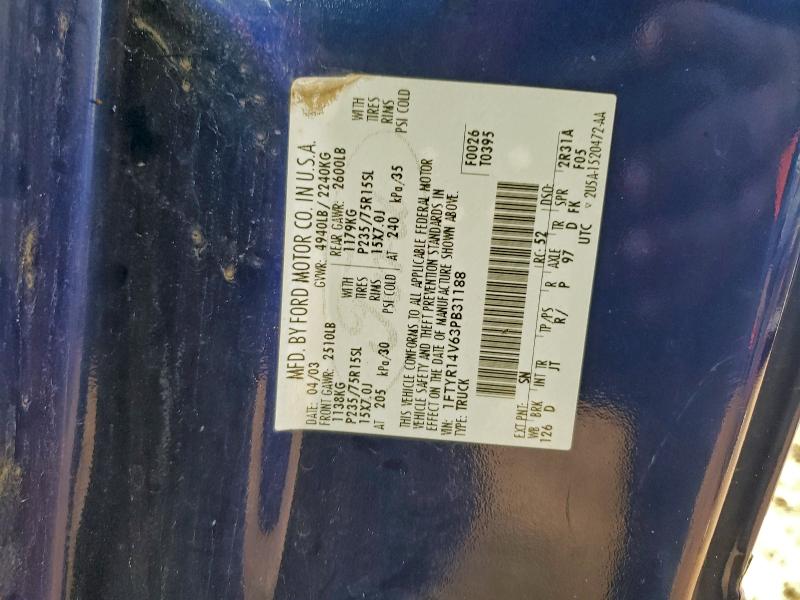 MFD. BY FORD MOTOR CO. IN U.S.A.
DATE: 04/03 GVWR: 4940LB/ 2240KG
FRONT GAWR: 2510LB REAR GAWR: 2600LB
1138KG WITH 1179KG WITH
P235/75R15SL TIRES P235/75R15SL TIRES
15X7.0J RIMS 15X7.0J RIMS
AT 205 kPa/30 PSI COLD AT 240 kPa/35 PSI COLD
THIS VEHICLE CONFORMS TO ALL APPLICABLE FEDERAL MOTOR
VEHICLE SAFETY AND THEFT PREVENTION STANDARDS IN
EFFECT ON THE DATE OF MANUFACTURE SHOWN ABOVE.
VIN: 1FTYR14V63PB31188 F0026
TYPE: TRUCK T0395
EXT PNT: SN RC: 52 DSO:
WB BRK INT TR TP/PS R AXLE TR SPR 2R31A
126 D JT R/ P 97 D FK F05
UTC 2U5A-1520472-AA